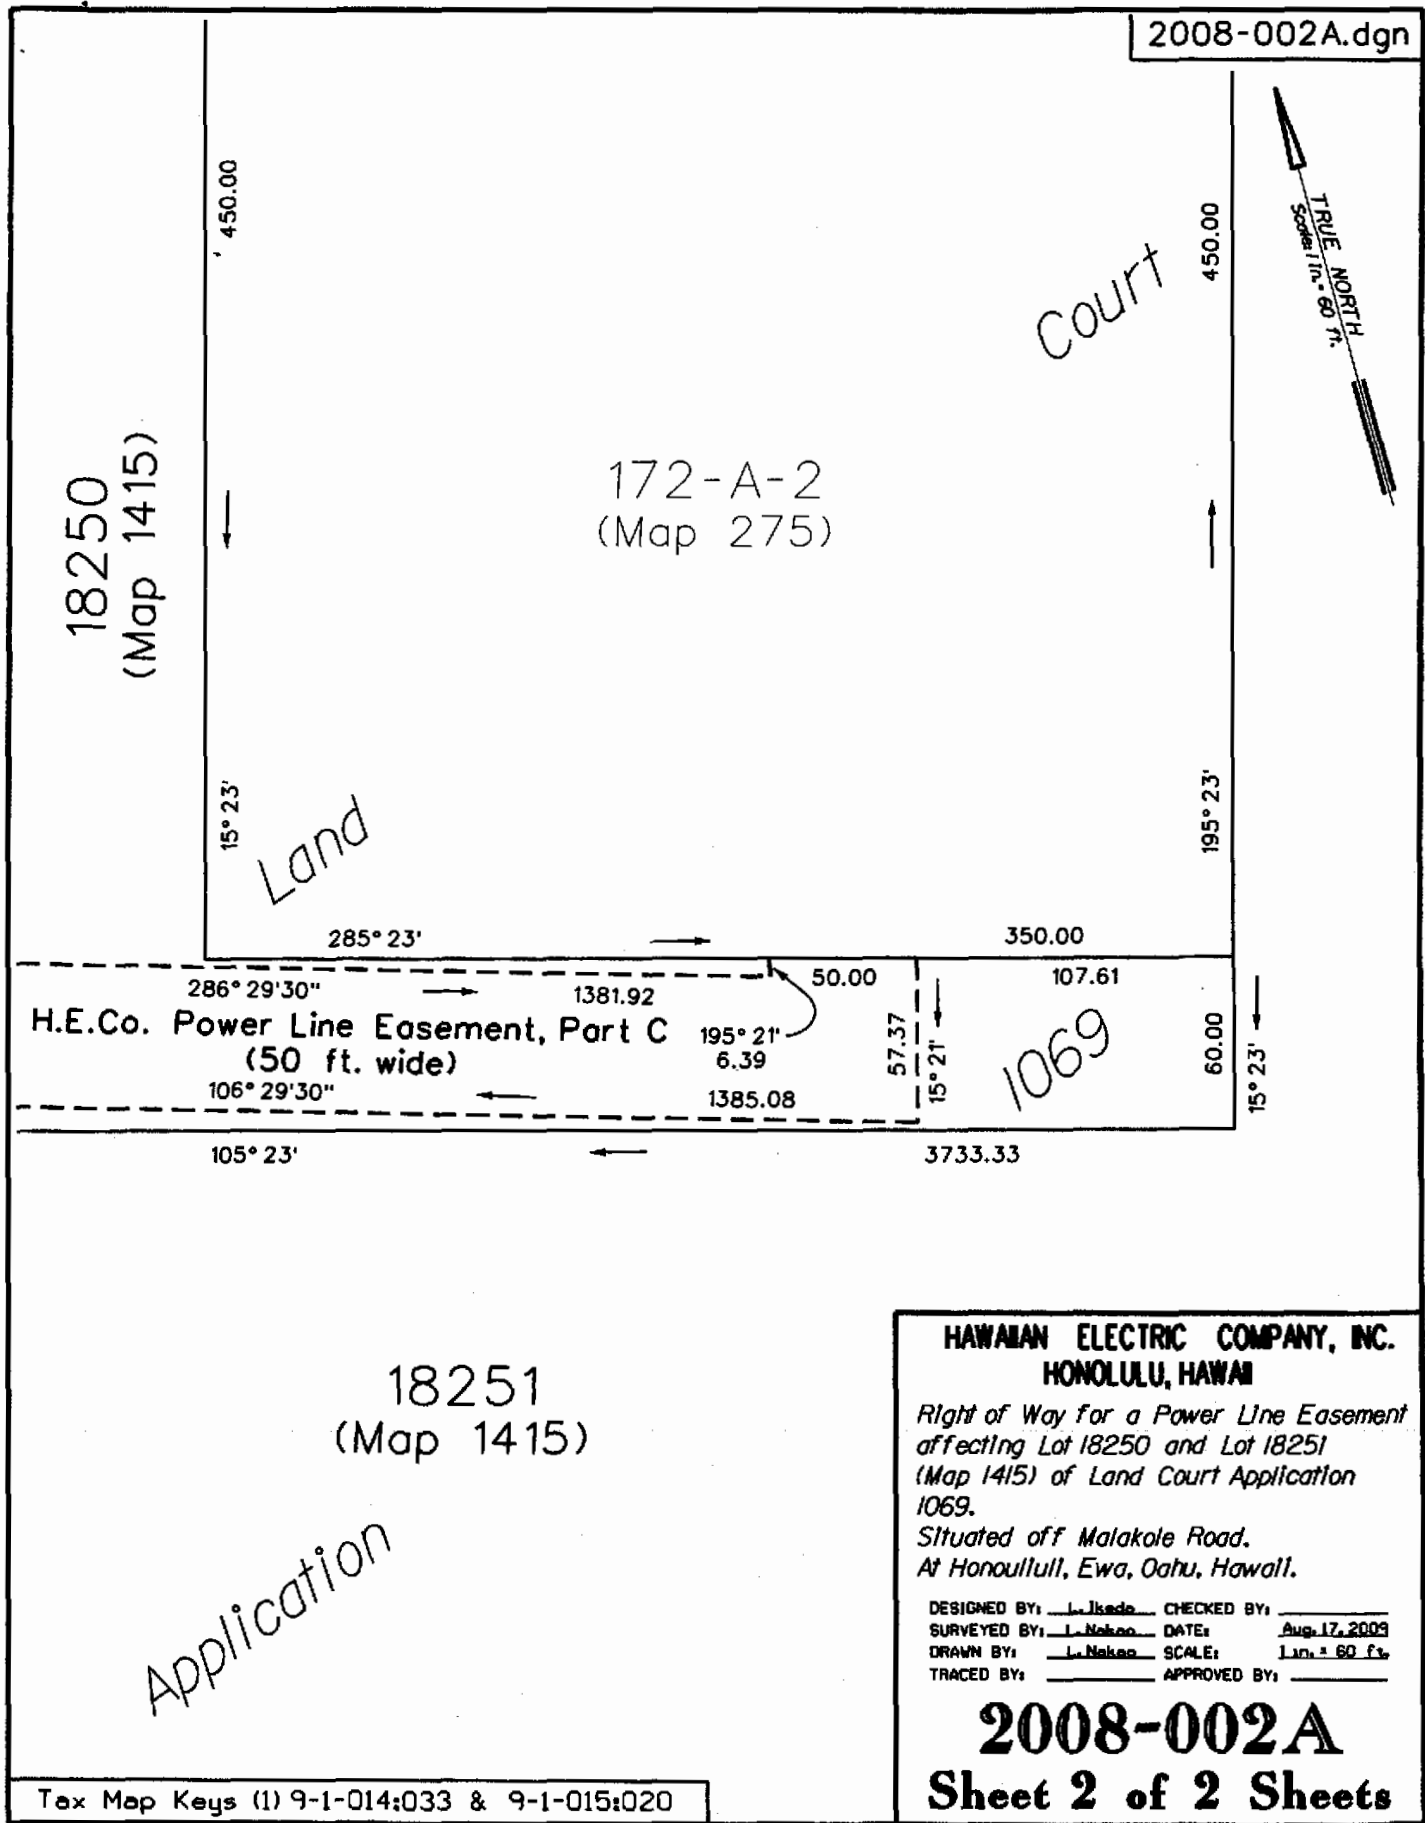 2008-002A.dgn
450.00
450.00
TRUE NORTH
Scale: 1 in. = 60 ft.
Court
18250
(Map 1415)
172-A-2
(Map 275)
15° 23'
195° 23'
Land
285° 23'
350.00
286° 29'30"
1381.92
50.00
107.61
H.E.Co. Power Line Easement, Part C
(50 ft. wide)
195° 21'
6.39
57.37
15° 21'
1069
60.00
15° 23'
106° 29'30"
1385.08
105° 23'
3733.33
18251
(Map 1415)
Application
HAWAIIAN ELECTRIC COMPANY, INC.
HONOLULU, HAWAII
Right of Way for a Power Line Easement
affecting Lot 18250 and Lot 18251
(Map 1415) of Land Court Application
1069.
Situated off Malakole Road.
At Honouliuli, Ewa, Oahu, Hawaii.
DESIGNED BY: L. Ikeda CHECKED BY:
SURVEYED BY: L. Nakao DATE: Aug. 17, 2009
DRAWN BY: L. Nakao SCALE: 1 in. = 60 ft.
TRACED BY: APPROVED BY:
2008-002A
Sheet 2 of 2 Sheets
Tax Map Keys (1) 9-1-014:033 & 9-1-015:020